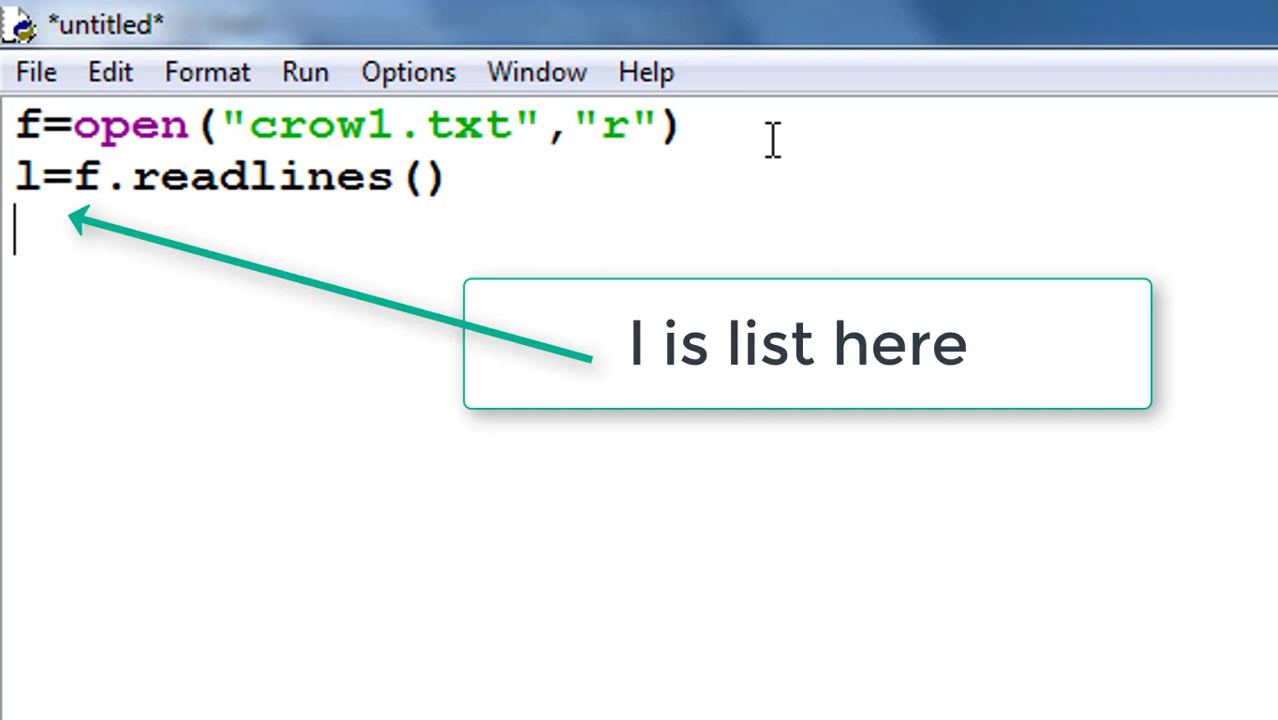 *untitled*
File Edit Format Run Options Window Help
f=open("crow1.txt","r")
l=f.readlines()
l is list here